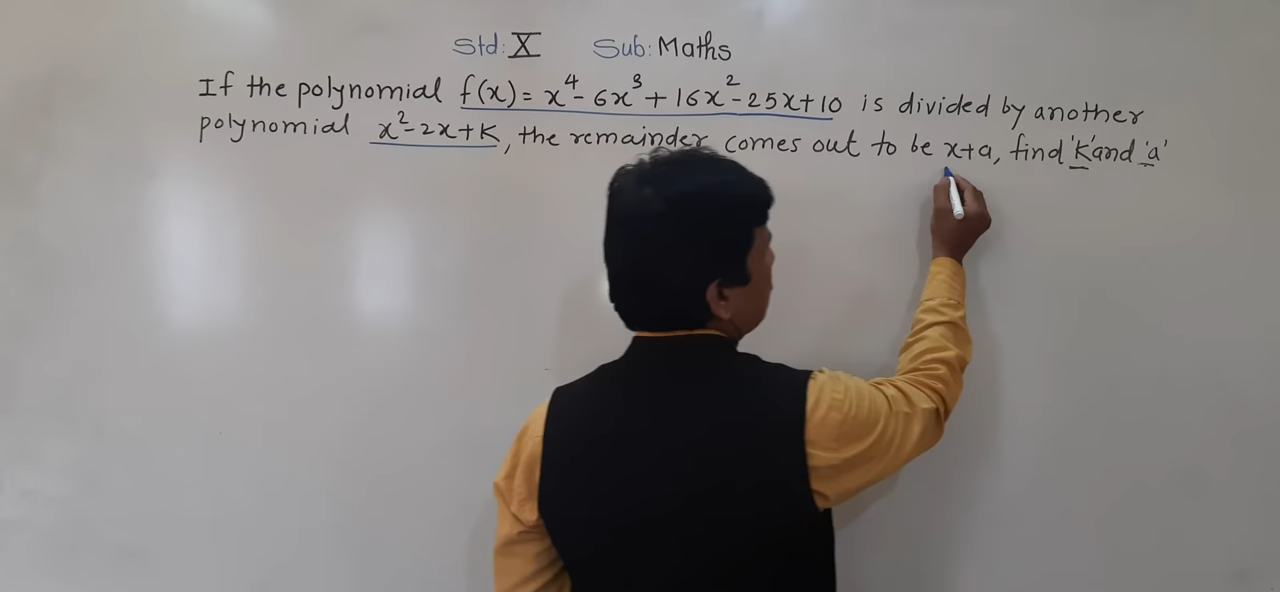 Std: X Sub: Maths
If the polynomial f(x) = x⁴ - 6x³ + 16x² - 25x + 10 is divided by another
polynomial x² - 2x + K, the remainder comes out to be x+a, find 'K' and 'a'